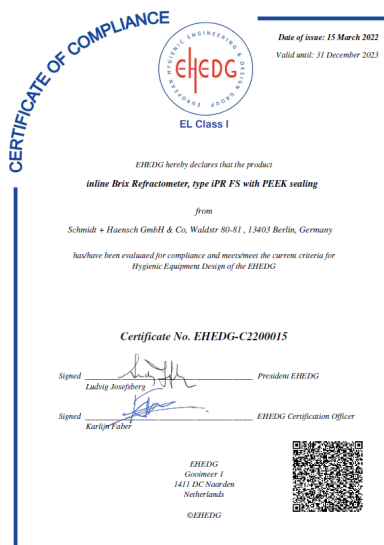 CERTIFICATE OF COMPLIANCE
Date of issue: 15 March 2022
Valid until: 31 December 2023
EUROPEAN HYGIENIC ENGINEERING & DESIGN GROUP
EHEDG
EL Class I
EHEDG hereby declares that the product
inline Brix Refractometer, type iPR FS with PEEK sealing
from
Schmidt + Haensch GmbH & Co, Waldstr 80-81 , 13403 Berlin, Germany
has/have been evaluated for compliance and meets/meet the current criteria for
Hygienic Equipment Design of the EHEDG
Certificate No. EHEDG-C2200015
Signed President EHEDG
Ludvig Josefsberg
Signed EHEDG Certification Officer
Karlijn Faber
EHEDG
Gooimeer 1
1411 DC Naarden
Netherlands
©EHEDG